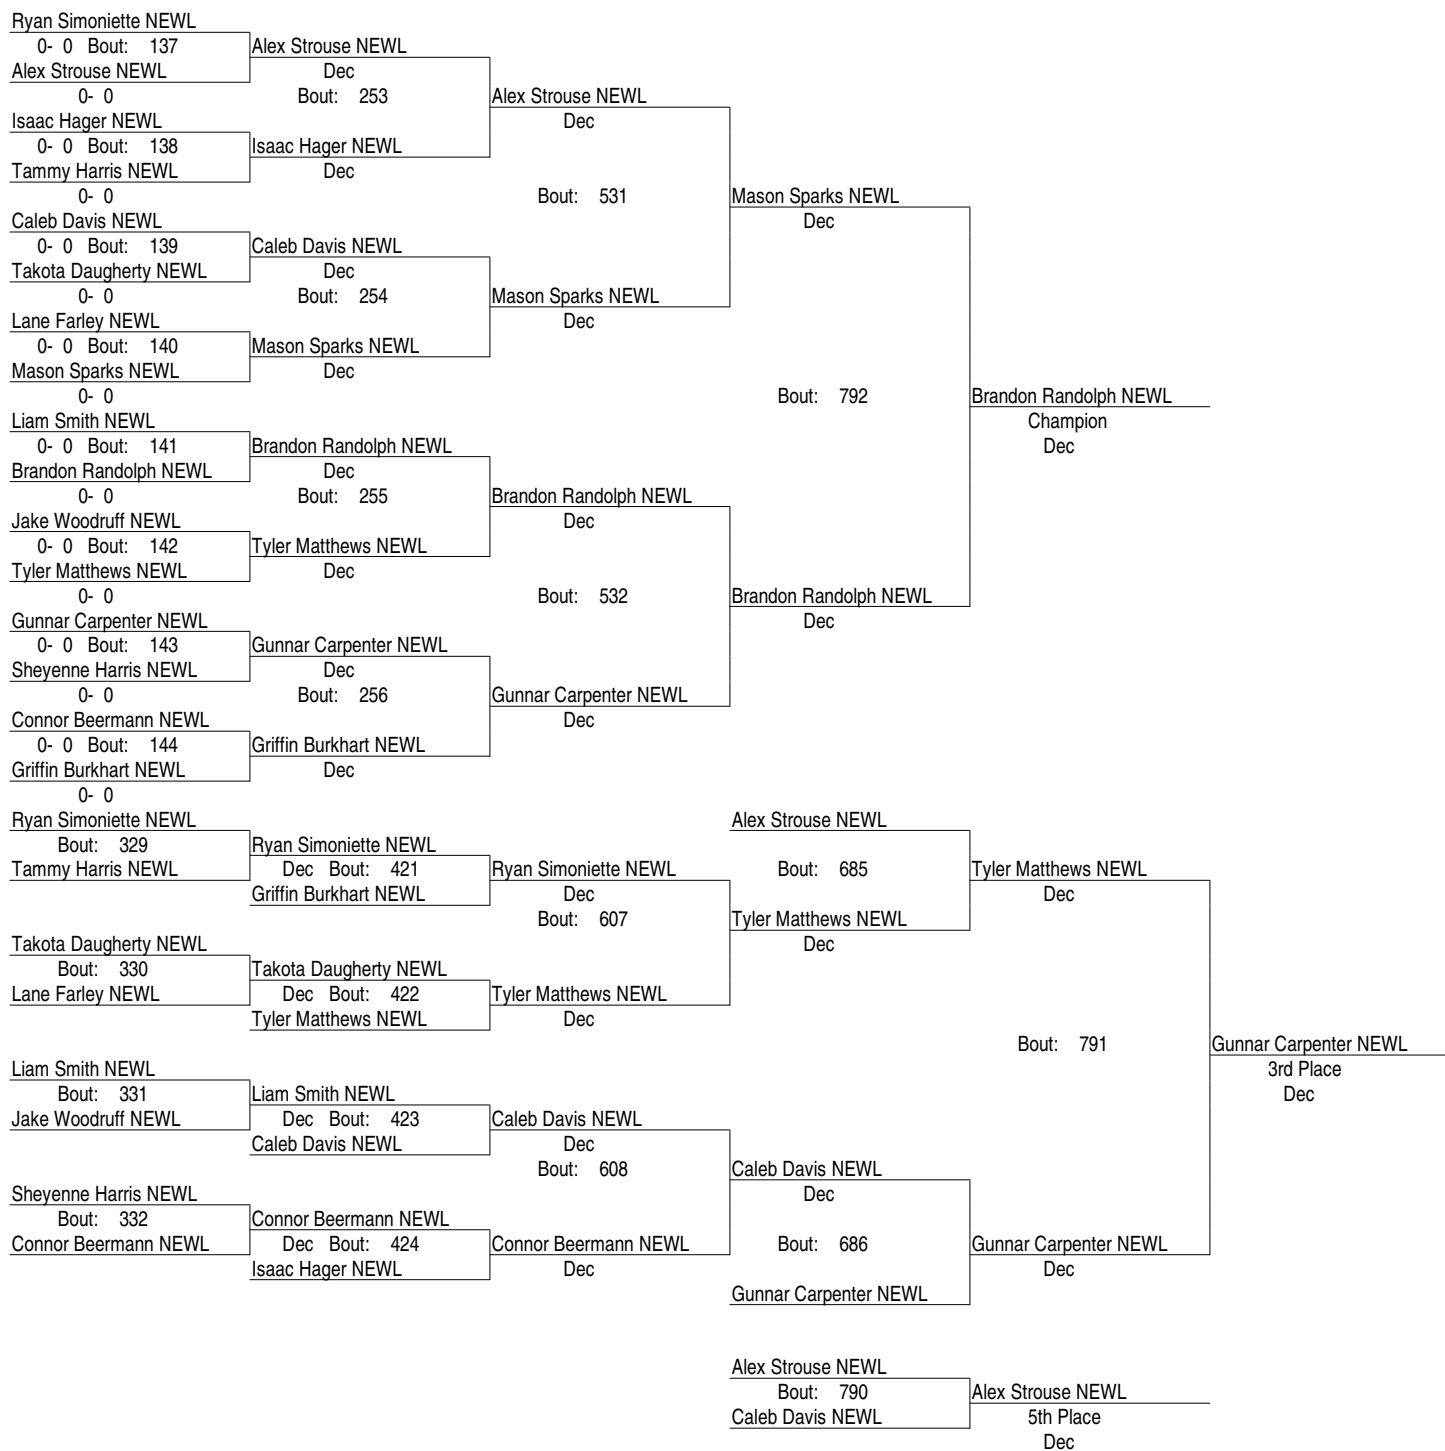 Ryan Simoniette NEWL
0- 0 Bout: 137 Alex Strouse NEWL
Alex Strouse NEWL Dec
0- 0 Bout: 253 Alex Strouse NEWL
Isaac Hager NEWL Dec
0- 0 Bout: 138 Isaac Hager NEWL
Tammy Harris NEWL Dec
0- 0 Bout: 531 Mason Sparks NEWL
Caleb Davis NEWL Dec
0- 0 Bout: 139 Caleb Davis NEWL
Takota Daugherty NEWL Dec
0- 0 Bout: 254 Mason Sparks NEWL
Lane Farley NEWL Dec
0- 0 Bout: 140 Mason Sparks NEWL
Mason Sparks NEWL Dec
0- 0 Bout: 792 Brandon Randolph NEWL
Liam Smith NEWL Champion
0- 0 Bout: 141 Brandon Randolph NEWL Dec
Brandon Randolph NEWL Dec
0- 0 Bout: 255 Brandon Randolph NEWL
Jake Woodruff NEWL Dec
0- 0 Bout: 142 Tyler Matthews NEWL
Tyler Matthews NEWL Dec
0- 0 Bout: 532 Brandon Randolph NEWL
Gunnar Carpenter NEWL Dec
0- 0 Bout: 143 Gunnar Carpenter NEWL
Sheyenne Harris NEWL Dec
0- 0 Bout: 256 Gunnar Carpenter NEWL
Connor Beermann NEWL Dec
0- 0 Bout: 144 Griffin Burkhart NEWL
Griffin Burkhart NEWL Dec
0- 0
Ryan Simoniette NEWL Alex Strouse NEWL
Bout: 329 Ryan Simoniette NEWL
Tammy Harris NEWL Dec Bout: 421 Ryan Simoniette NEWL Bout: 685 Tyler Matthews NEWL
Griffin Burkhart NEWL Dec Dec
Bout: 607 Tyler Matthews NEWL
Takota Daugherty NEWL Dec
Bout: 330 Takota Daugherty NEWL
Lane Farley NEWL Dec Bout: 422 Tyler Matthews NEWL
Tyler Matthews NEWL Dec
Bout: 791 Gunnar Carpenter NEWL
Liam Smith NEWL 3rd Place
Bout: 331 Liam Smith NEWL Dec
Jake Woodruff NEWL Dec Bout: 423 Caleb Davis NEWL
Caleb Davis NEWL Dec
Bout: 608 Caleb Davis NEWL
Sheyenne Harris NEWL Dec
Bout: 332 Connor Beermann NEWL
Connor Beermann NEWL Dec Bout: 424 Connor Beermann NEWL Bout: 686 Gunnar Carpenter NEWL
Isaac Hager NEWL Dec Dec
Gunnar Carpenter NEWL
Alex Strouse NEWL
Bout: 790 Alex Strouse NEWL
Caleb Davis NEWL 5th Place
Dec